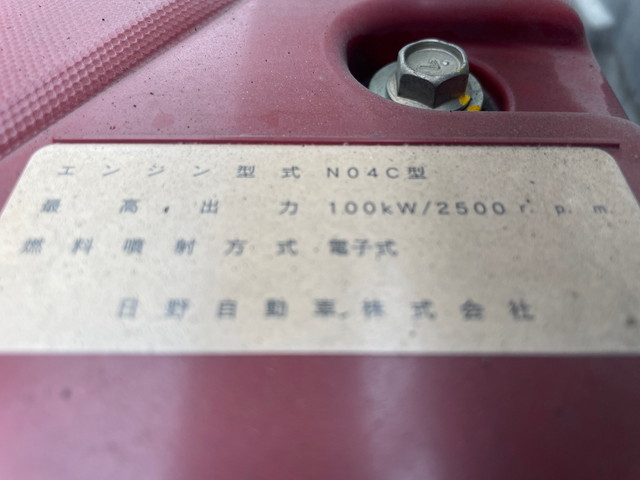 エンジン型式 N04C型
最高出力 100kW/2500r.p.m.
燃料噴射方式 電子式
日野自動車株式会社